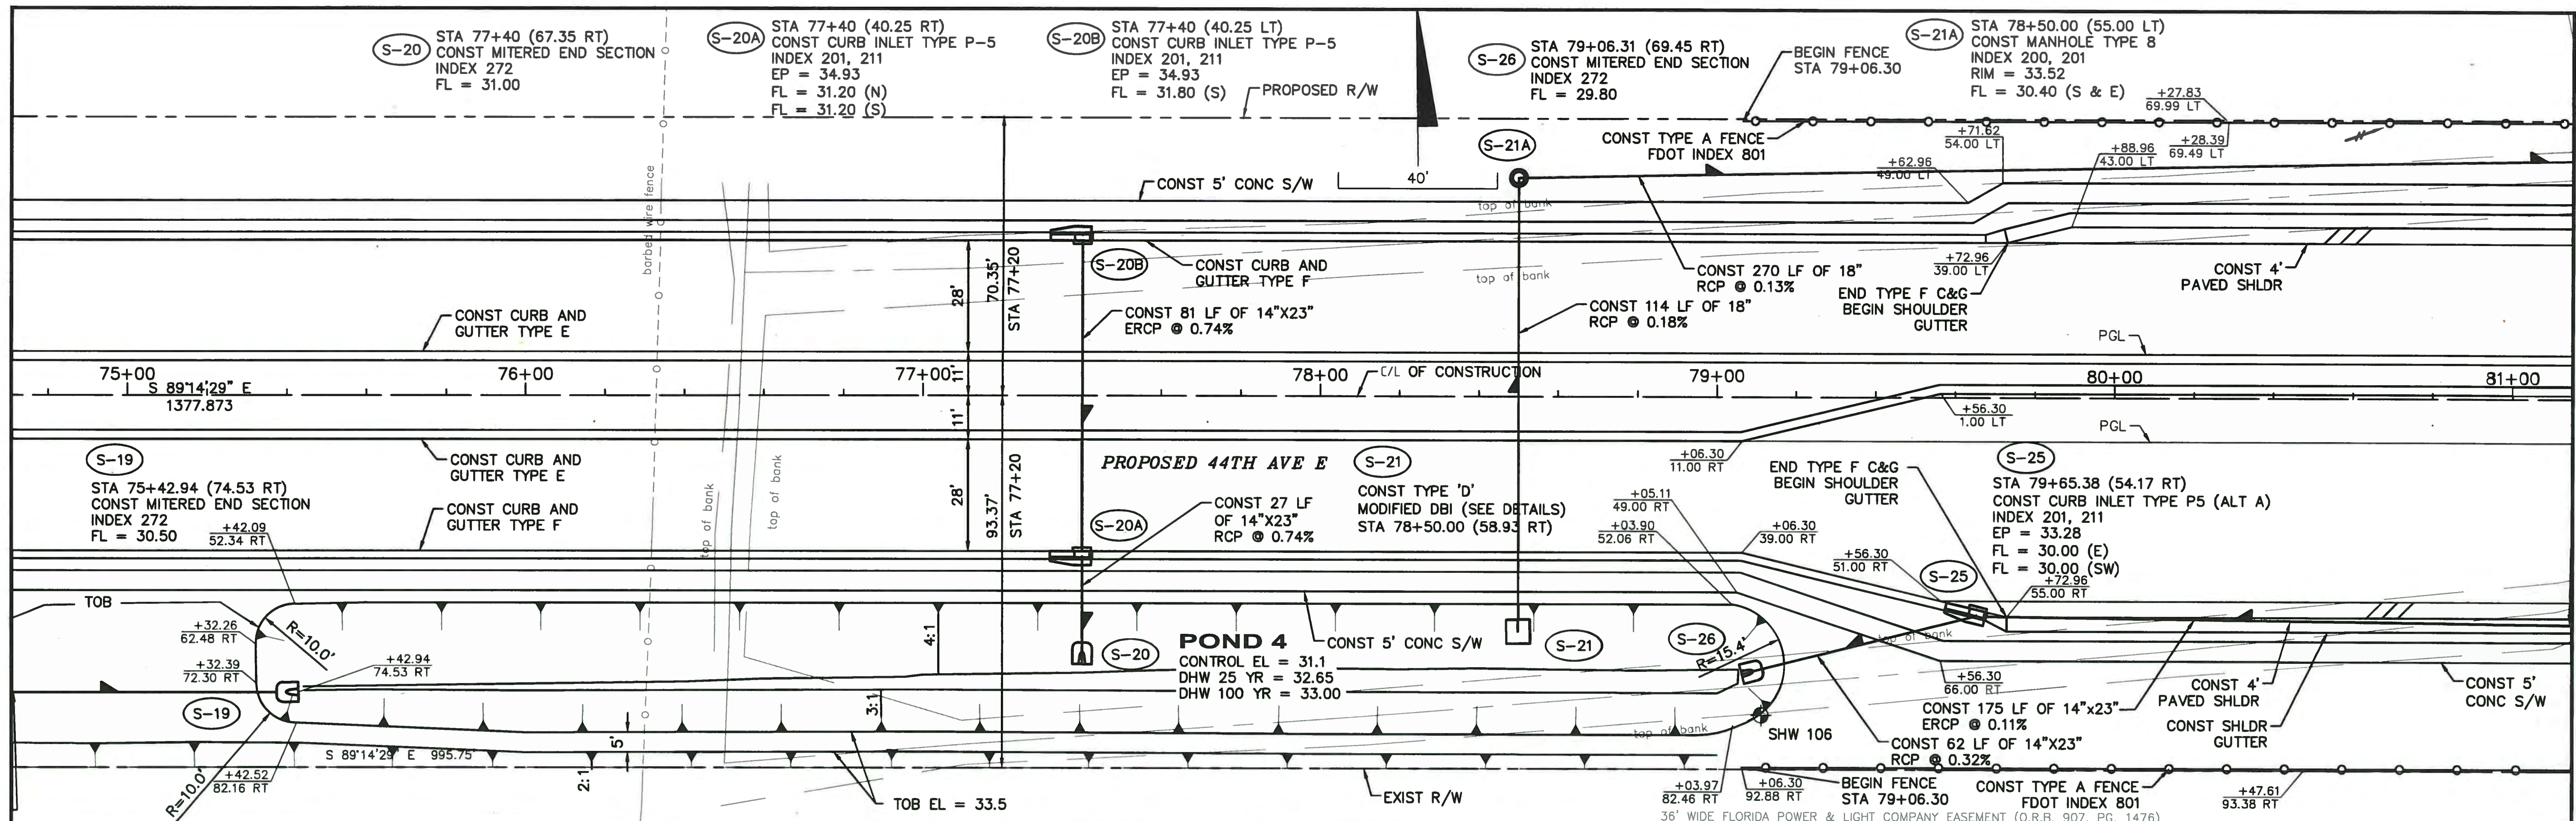 S-20
STA 77+40 (67.35 RT)
CONST MITERED END SECTION
INDEX 272
FL = 31.00
S-20A
STA 77+40 (40.25 RT)
CONST CURB INLET TYPE P-5
INDEX 201, 211
EP = 34.93
FL = 31.20 (N)
FL = 31.20 (S)
S-20B
STA 77+40 (40.25 LT)
CONST CURB INLET TYPE P-5
INDEX 201, 211
EP = 34.93
FL = 31.80 (S)
PROPOSED R/W
S-26
STA 79+06.31 (69.45 RT)
CONST MITERED END SECTION
INDEX 272
FL = 29.80
BEGIN FENCE
STA 79+06.30
S-21A
STA 78+50.00 (55.00 LT)
CONST MANHOLE TYPE 8
INDEX 200, 201
RIM = 33.52
FL = 30.40 (S & E)
+27.83
69.99 LT
CONST TYPE A FENCE
FDOT INDEX 801
+71.62
54.00 LT
+88.96
43.00 LT
+28.39
69.49 LT
N
S-21A
+62.96
49.00 LT
40'
CONST 5' CONC S/W
barbed wire fence
top of bank
S-20B
CONST CURB AND
GUTTER TYPE F
top of bank
28'
70.35'
STA 77+20
CONST 270 LF OF 18"
RCP @ 0.13%
+72.96
39.00 LT
CONST 4'
PAVED SHLDR
END TYPE F C&G
BEGIN SHOULDER
GUTTER
CONST 81 LF OF 14"X23"
ERCP @ 0.74%
CONST 114 LF OF 18"
RCP @ 0.18%
CONST CURB AND
GUTTER TYPE E
PGL
75+00
76+00
77+00
78+00
79+00
80+00
81+00
S 89°14'29" E
1377.873
11'
C/L OF CONSTRUCTION
11'
+56.30
1.00 LT
PGL
S-19
STA 75+42.94 (74.53 RT)
CONST MITERED END SECTION
INDEX 272
FL = 30.50
CONST CURB AND
GUTTER TYPE E
CONST CURB AND
GUTTER TYPE F
+42.09
52.34 RT
top of bank
top of bank
28'
93.37'
STA 77+20
PROPOSED 44TH AVE E
S-20A
CONST 27 LF
OF 14"X23"
RCP @ 0.74%
S-21
CONST TYPE 'D'
MODIFIED DBI (SEE DETAILS)
STA 78+50.00 (58.93 RT)
+06.30
11.00 RT
END TYPE F C&G
BEGIN SHOULDER
GUTTER
S-25
STA 79+65.38 (54.17 RT)
CONST CURB INLET TYPE P5 (ALT A)
INDEX 201, 211
EP = 33.28
FL = 30.00 (E)
FL = 30.00 (SW)
+05.11
49.00 RT
+03.90
52.06 RT
+06.30
39.00 RT
+56.30
51.00 RT
S-25
+72.96
55.00 RT
TOB
+32.26
62.48 RT
R=10.0'
+32.39
72.30 RT
+42.94
74.53 RT
S-19
4:1
3:1
S-20
POND 4
CONTROL EL = 31.1
DHW 25 YR = 32.65
DHW 100 YR = 33.00
CONST 5' CONC S/W
S-21
S-26
R=15.4'
top of bank
+56.30
66.00 RT
CONST 4'
PAVED SHLDR
CONST 5'
CONC S/W
CONST 175 LF OF 14"x23"
ERCP @ 0.11%
CONST SHLDR
GUTTER
SHW 106
top of bank
CONST 62 LF OF 14"X23"
RCP @ 0.32%
5'
S 89°14'29" E 995.75'
R=10.0'
+42.52
82.16 RT
2:1
TOB EL = 33.5
EXIST R/W
+03.97
82.46 RT
+06.30
92.88 RT
BEGIN FENCE
STA 79+06.30
CONST TYPE A FENCE
FDOT INDEX 801
+47.61
93.38 RT
36' WIDE FLORIDA POWER & LIGHT COMPANY EASEMENT (O.R.B. 907, PG. 1476)